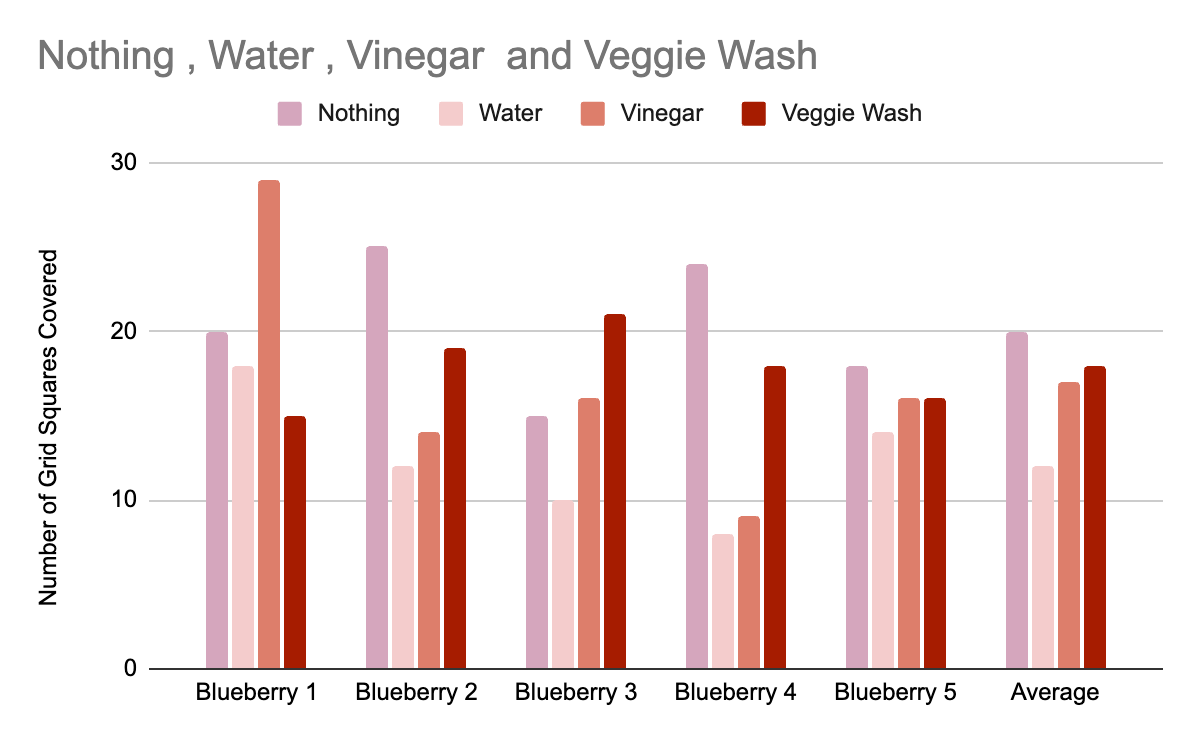 Nothing , Water , Vinegar  and Veggie Wash
Nothing
Water
Vinegar
Veggie Wash
Number of Grid Squares Covered
30
20
10
0
Blueberry 1
Blueberry 2
Blueberry 3
Blueberry 4
Blueberry 5
Average